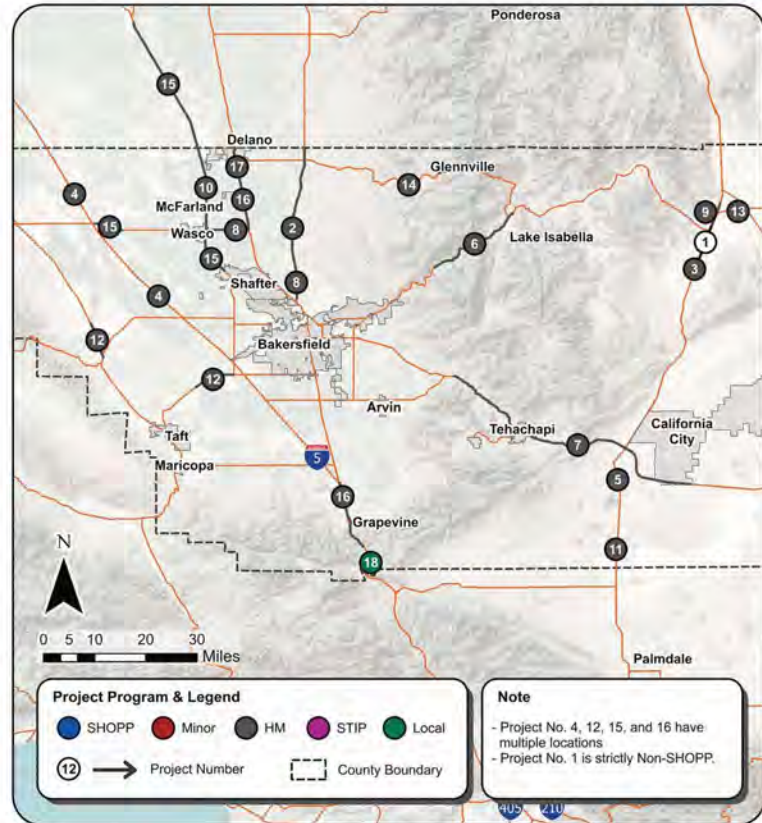 Ponderosa
15
Delano
17
Glennville
4
10
16
14
McFarland
9
13
15
Wasco
8
2
6
Lake Isabella
1
15
3
Shafter
8
4
12
Bakersfield
12
Arvin
Tehachapi
California
City
Taft
7
5
Maricopa
5
16
Grapevine
11
18
N
0 5 10 20 30
Miles
Palmdale
Project Program & Legend
SHOPP Minor HM STIP Local
12 Project Number County Boundary
Note
- Project No. 4, 12, 15, and 16 have
multiple locations
- Project No. 1 is strictly Non-SHOPP.
405 210